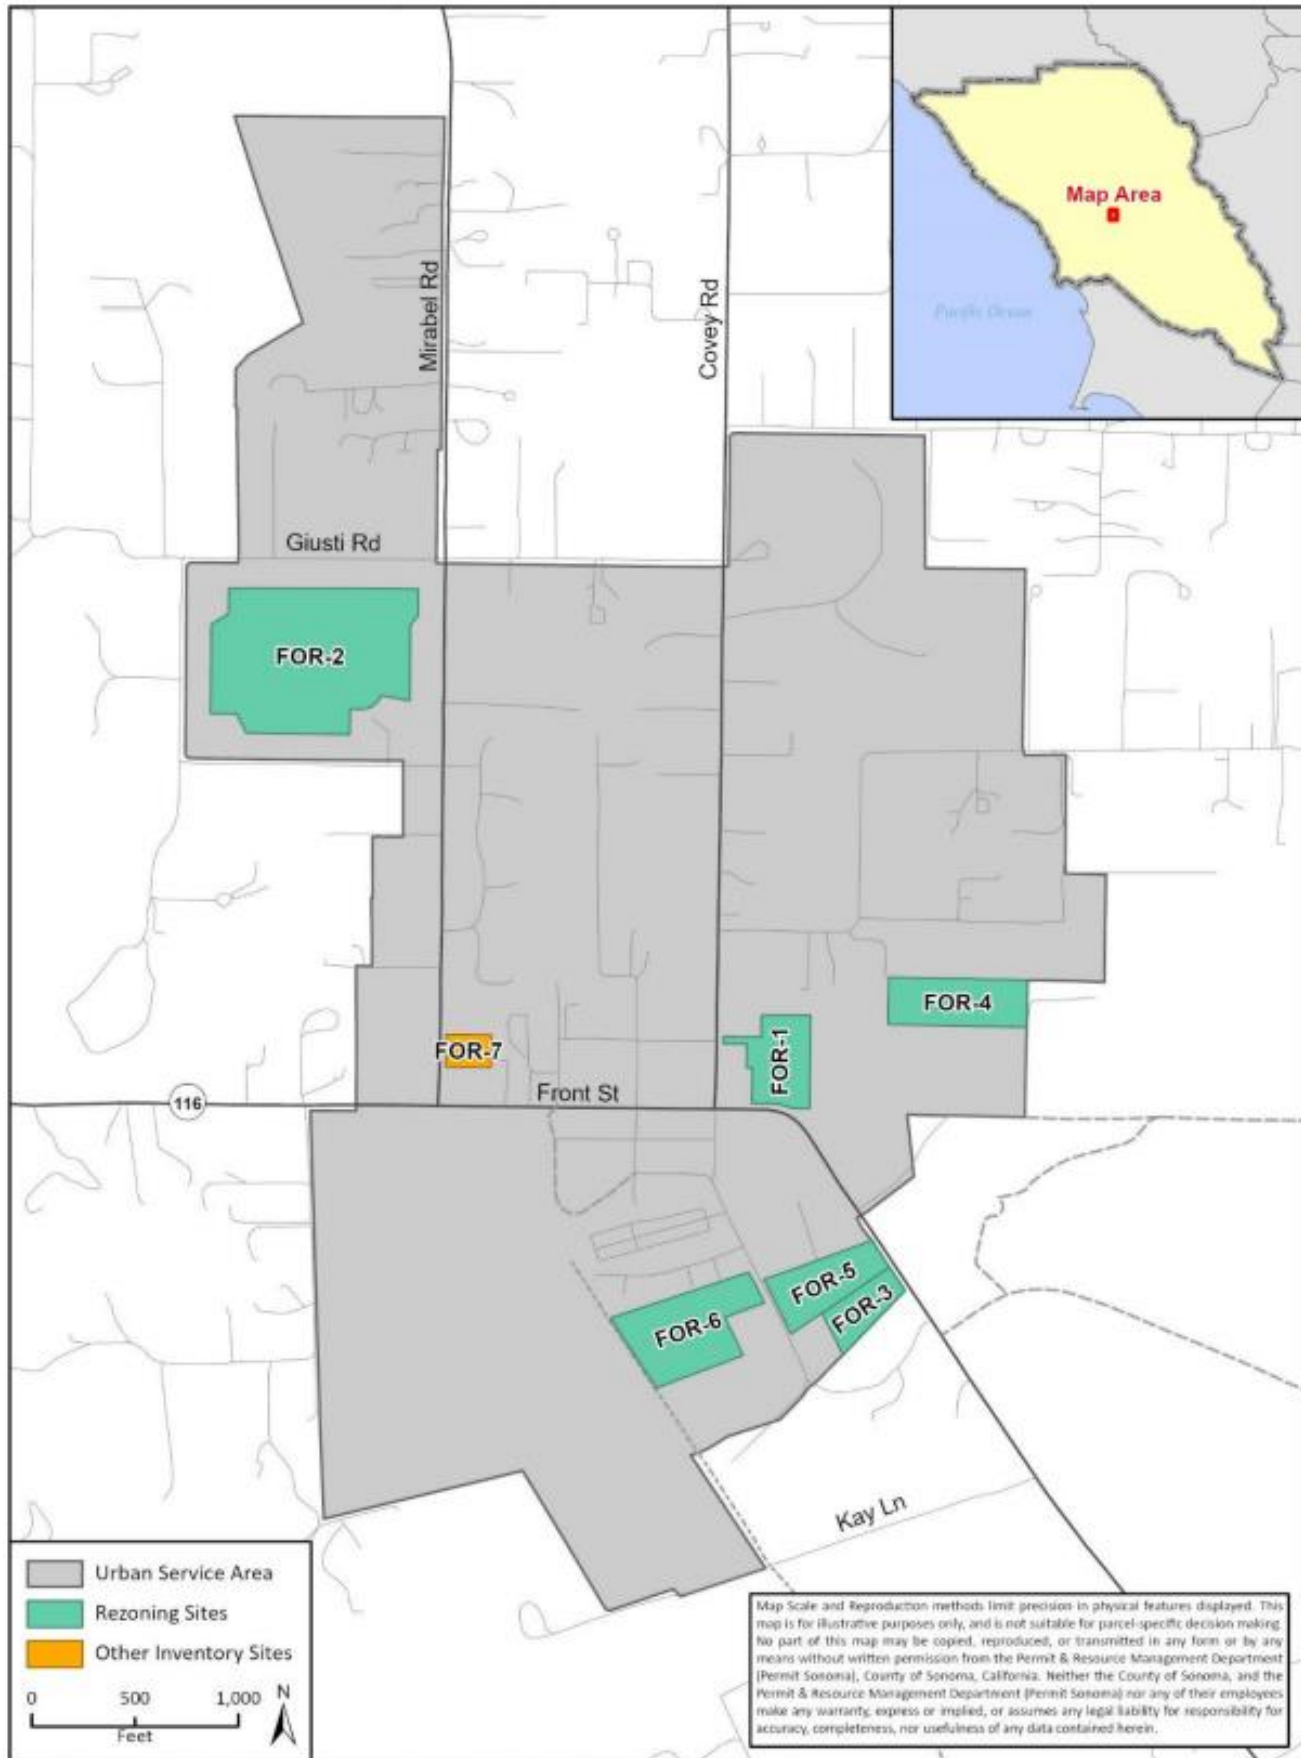 Map Area
Pacific Ocean
Mirabel Rd
Covey Rd
Giusti Rd
FOR-2
FOR-4
FOR-1
FOR-7
Front St
116
FOR-5
FOR-3
FOR-6
Kay Ln
Urban Service Area
Rezoning Sites
Other Inventory Sites
0 500 1,000
Feet
N
Map Scale and Reproduction methods limit precision in physical features displayed. This
map is for illustrative purposes only, and is not suitable for parcel-specific decision making.
No part of this map may be copied, reproduced, or transmitted in any form or by any
means without written permission from the Permit & Resource Management Department
(Permit Sonoma), County of Sonoma, California. Neither the County of Sonoma, and the
Permit & Resource Management Department (Permit Sonoma) nor any of their employees
make any warranty, express or implied, or assumes any legal liability for responsibility for
accuracy, completeness, nor usefulness of any data contained herein.